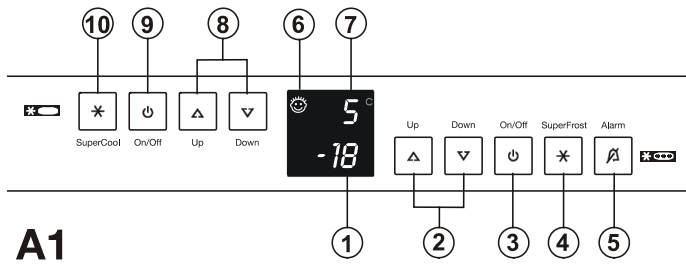 10 9 8 6 7
5 C
Up Down On/Off SuperFrost Alarm
SuperCool On/Off Up Down
-18
1 2 3 4 5
A1